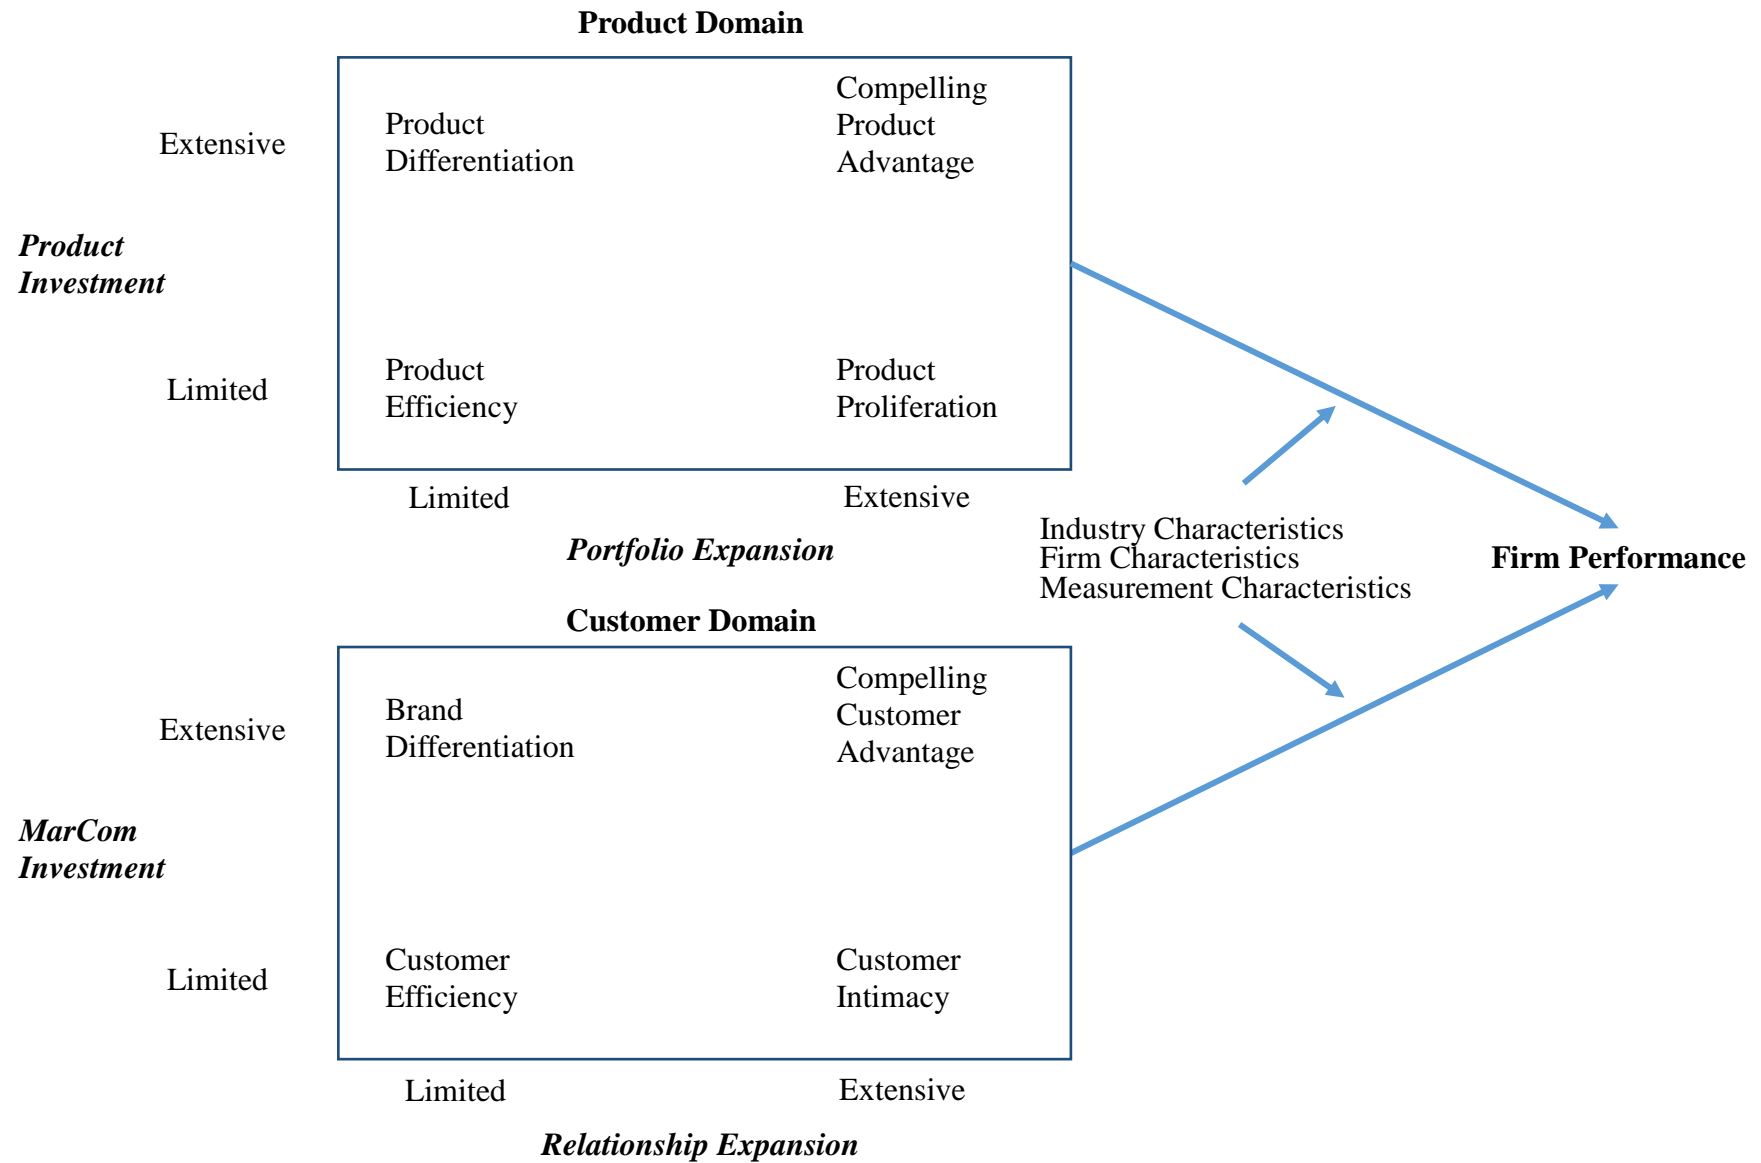 Product Domain
Extensive
Product
Differentiation
Compelling
Product
Advantage
Product
Investment
Limited
Product
Efficiency
Product
Proliferation
Limited
Extensive
Portfolio Expansion
Industry Characteristics
Firm Characteristics
Measurement Characteristics
Firm Performance
Customer Domain
Extensive
Brand
Differentiation
Compelling
Customer
Advantage
MarCom
Investment
Limited
Customer
Efficiency
Customer
Intimacy
Limited
Extensive
Relationship Expansion